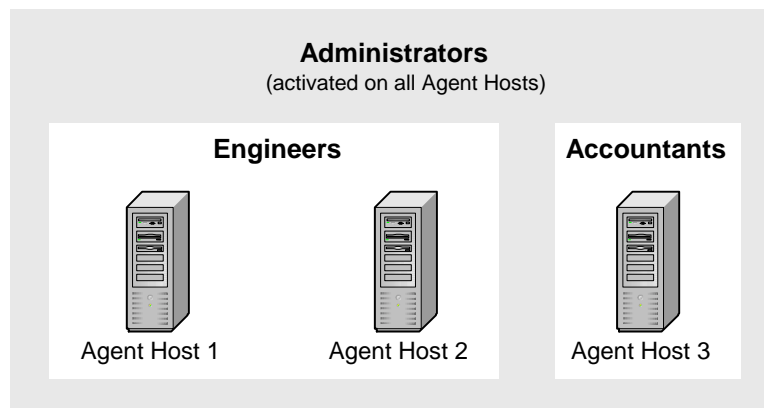 Administrators
(activated on all Agent Hosts)
Engineers
Accountants
Agent Host 1
Agent Host 2
Agent Host 3